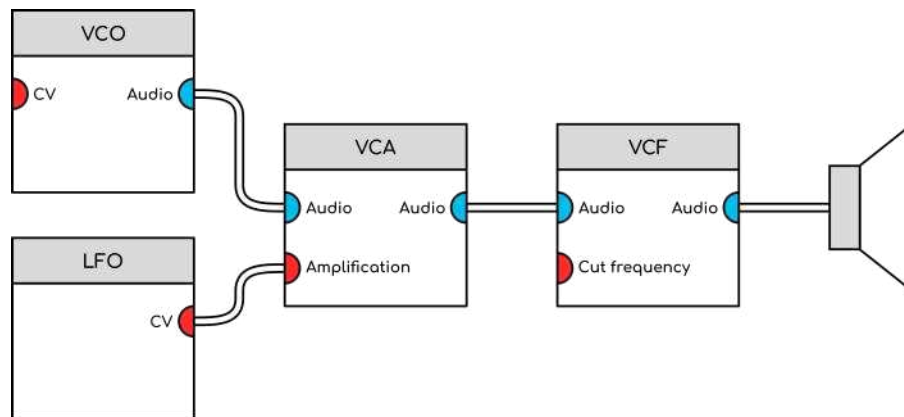 VCO
CV
Audio
VCA
Audio
Audio
Amplification
VCF
Audio
Audio
Cut frequency
LFO
CV